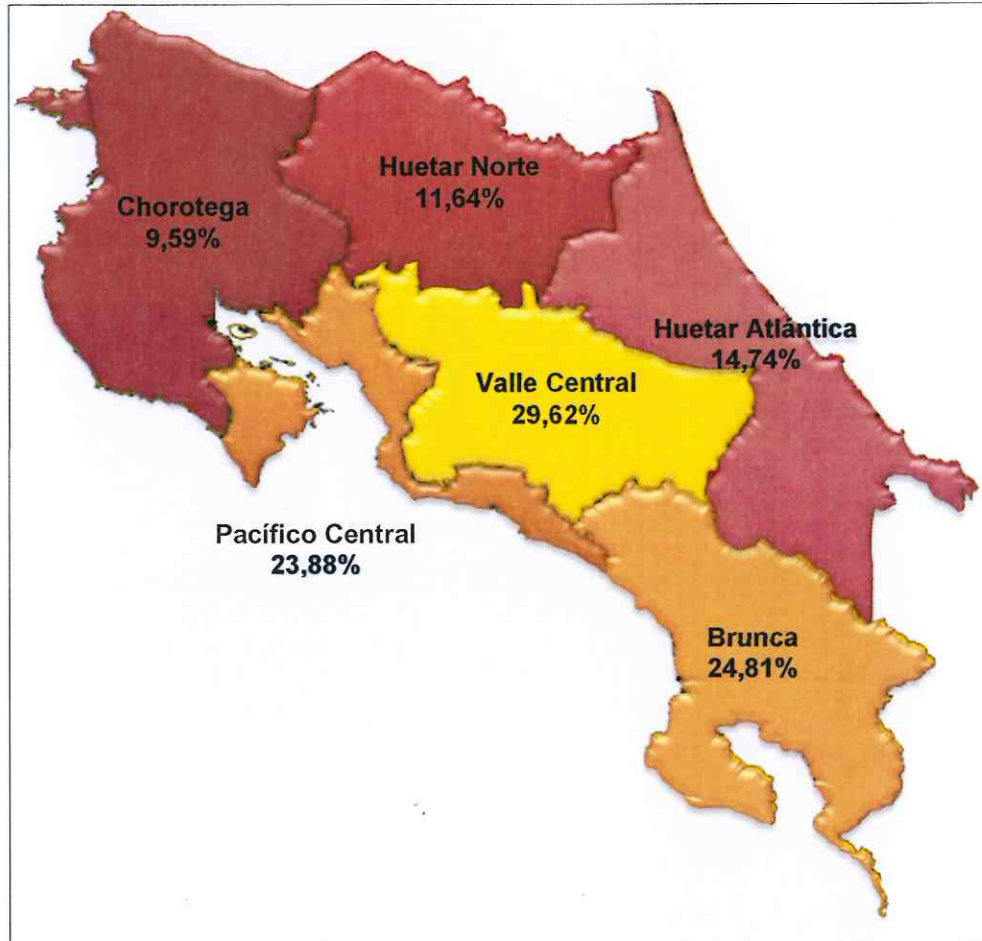 Huetar Norte
11,64%
Chorotega
9,59%
Huetar Atlántica
14,74%
Valle Central
29,62%
Pacífico Central
23,88%
Brunca
24,81%